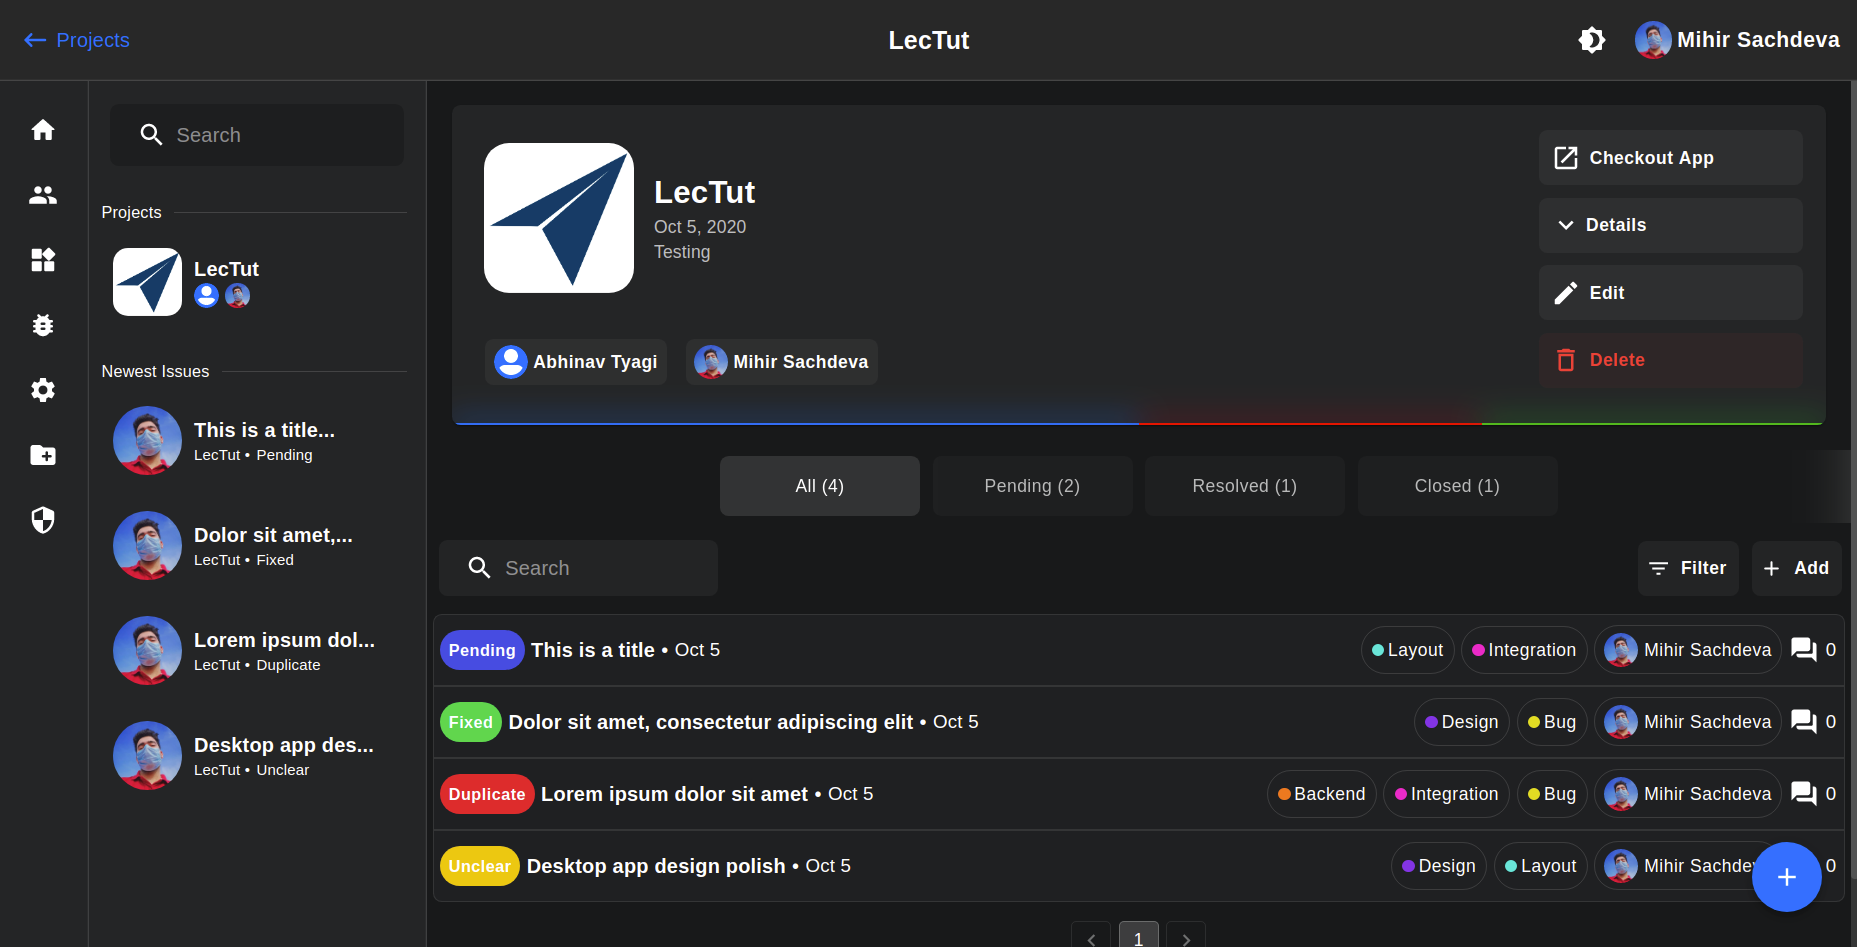 Projects
LecTut
Mihir Sachdeva
Search
Projects
LecTut
Newest Issues
This is a title...
LecTut • Pending
Dolor sit amet,...
LecTut • Fixed
Lorem ipsum dol...
LecTut • Duplicate
Desktop app des...
LecTut • Unclear
LecTut
Oct 5, 2020
Testing
Abhinav Tyagi
Mihir Sachdeva
Checkout App
Details
Edit
Delete
All (4)
Pending (2)
Resolved (1)
Closed (1)
Search
Filter
Add
Pending This is a title • Oct 5 Layout Integration Mihir Sachdeva 0
Fixed Dolor sit amet, consectetur adipiscing elit • Oct 5 Design Bug Mihir Sachdeva 0
Duplicate Lorem ipsum dolor sit amet • Oct 5 Backend Integration Bug Mihir Sachdeva 0
Unclear Desktop app design polish • Oct 5 Design Layout Mihir 0
1